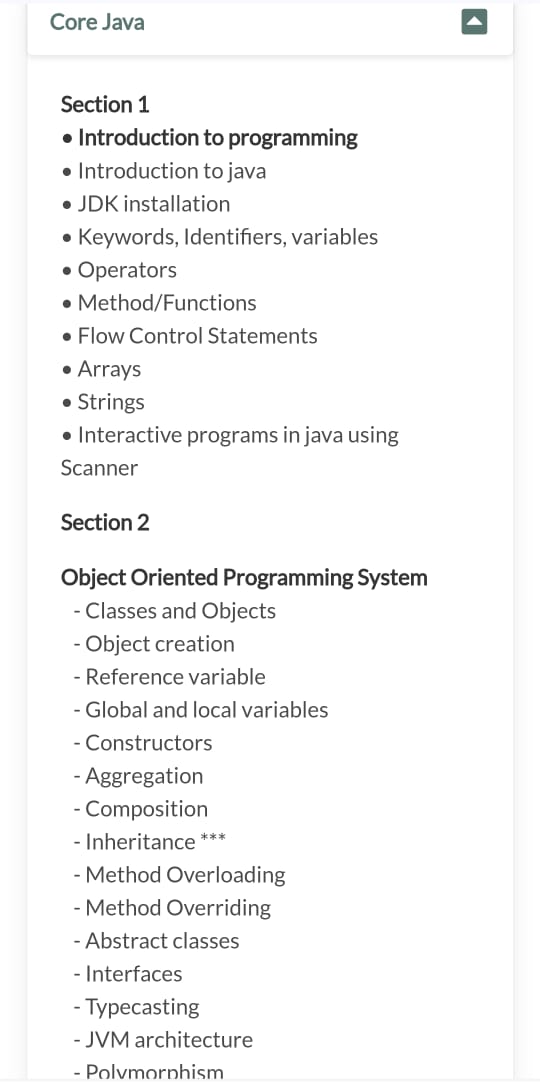 Core Java
Section 1
• Introduction to programming
• Introduction to java
• JDK installation
• Keywords, Identifiers, variables
• Operators
• Method/Functions
• Flow Control Statements
• Arrays
• Strings
• Interactive programs in java using
Scanner
Section 2
Object Oriented Programming System
- Classes and Objects
- Object creation
- Reference variable
- Global and local variables
- Constructors
- Aggregation
- Composition
- Inheritance ***
- Method Overloading
- Method Overriding
- Abstract classes
- Interfaces
- Typecasting
- JVM architecture
- Polymorphism